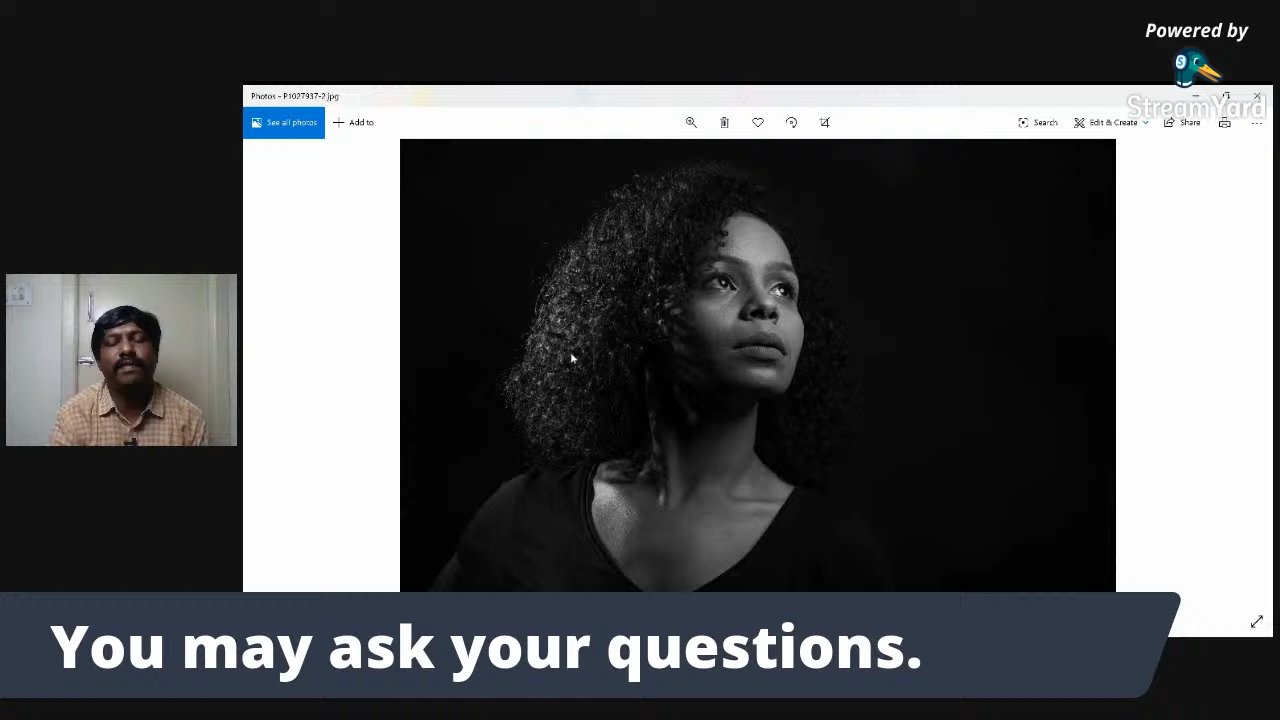 Powered by
StreamYard
Photos - P1027937-2.jpg
See all photos
Add to
Search
Edit & Create
Share
You may ask your questions.